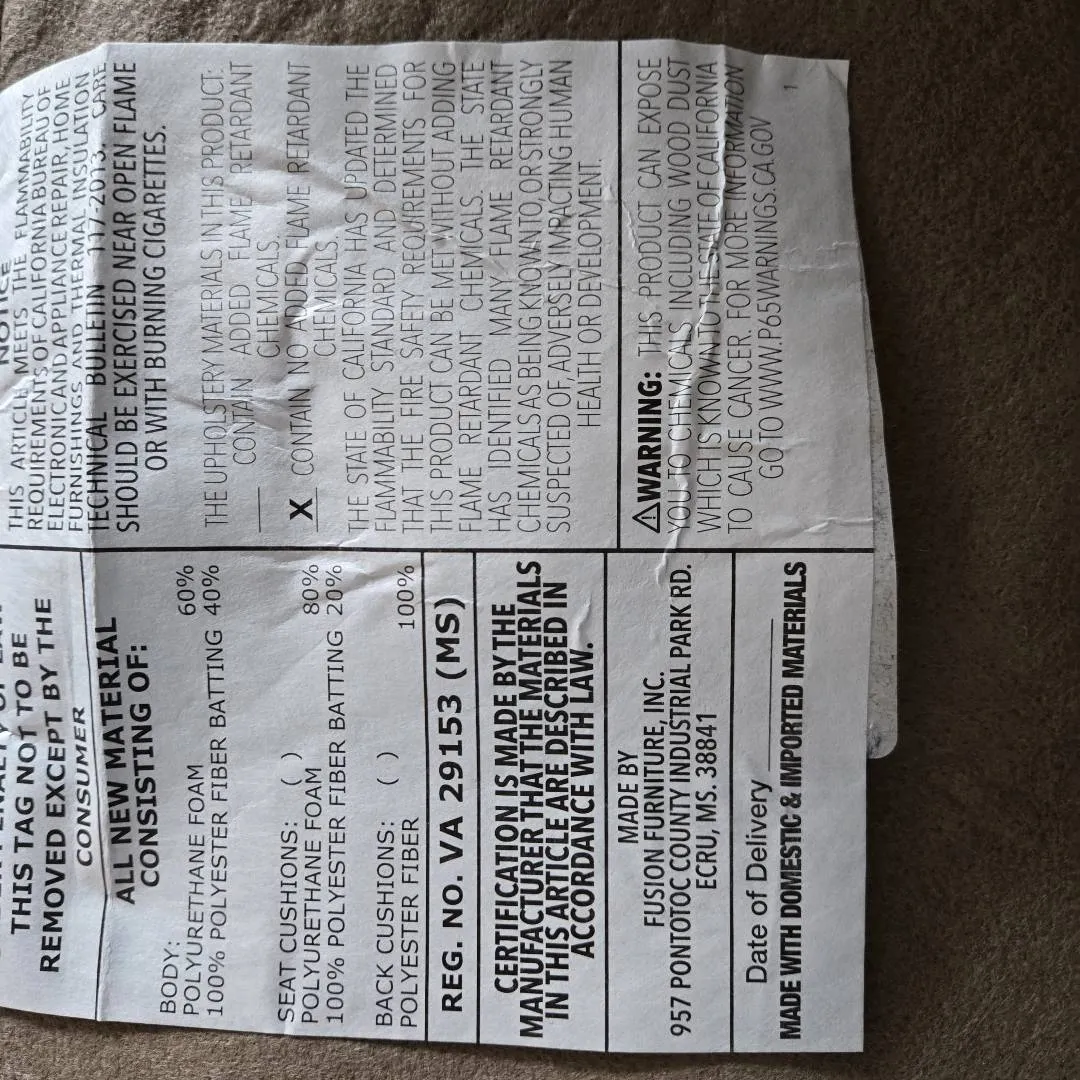 THIS TAG NOT TO BE
REMOVED EXCEPT BY THE
CONSUMER
ALL NEW MATERIAL
CONSISTING OF:
BODY:
POLYURETHANE FOAM 60%
100% POLYESTER FIBER BATTING 40%
SEAT CUSHIONS: ( )
POLYURETHANE FOAM 80%
100% POLYESTER FIBER BATTING 20%
BACK CUSHIONS: ( )
POLYESTER FIBER 100%
REG. NO. VA 29153 (MS)
CERTIFICATION IS MADE BY THE
MANUFACTURER THAT THE MATERIALS
IN THIS ARTICLE ARE DESCRIBED IN
ACCORDANCE WITH LAW.
MADE BY
FUSION FURNITURE, INC.
957 PONTOTOC COUNTY INDUSTRIAL PARK RD.
ECRU, MS. 38841
Date of Delivery
MADE WITH DOMESTIC & IMPORTED MATERIALS
NOTICE
THIS ARTICLE MEETS THE FLAMMABILITY
REQUIREMENTS OF CALIFORNIA BUREAU OF
ELECTRONIC AND APPLIANCE REPAIR, HOME
FURNISHINGS AND THERMAL INSULATION
TECHNICAL BULLETIN 117-2013. CARE
SHOULD BE EXERCISED NEAR OPEN FLAME
OR WITH BURNING CIGARETTES.
THE UPHOLSTERY MATERIALS IN THIS PRODUCT:
CONTAIN ADDED FLAME RETARDANT
CHEMICALS.
X CONTAIN NO ADDED FLAME RETARDANT
CHEMICALS.
THE STATE OF CALIFORNIA HAS UPDATED THE
FLAMMABILITY STANDARD AND DETERMINED
THAT THE FIRE SAFETY REQUIREMENTS FOR
THIS PRODUCT CAN BE MET WITHOUT ADDING
FLAME RETARDANT CHEMICALS. THE STATE
HAS IDENTIFIED MANY FLAME RETARDANT
CHEMICALS AS BEING KNOWN TO, OR STRONGLY
SUSPECTED OF, ADVERSELY IMPACTING HUMAN
HEALTH OR DEVELOPMENT.
⚠WARNING: THIS PRODUCT CAN EXPOSE
YOU TO CHEMICALS, INCLUDING WOOD DUST
WHICH IS KNOWN TO THE STATE OF CALIFORNIA
TO CAUSE CANCER. FOR MORE INFORMATION
GO TO WWW.P65WARNINGS.CA.GOV
1